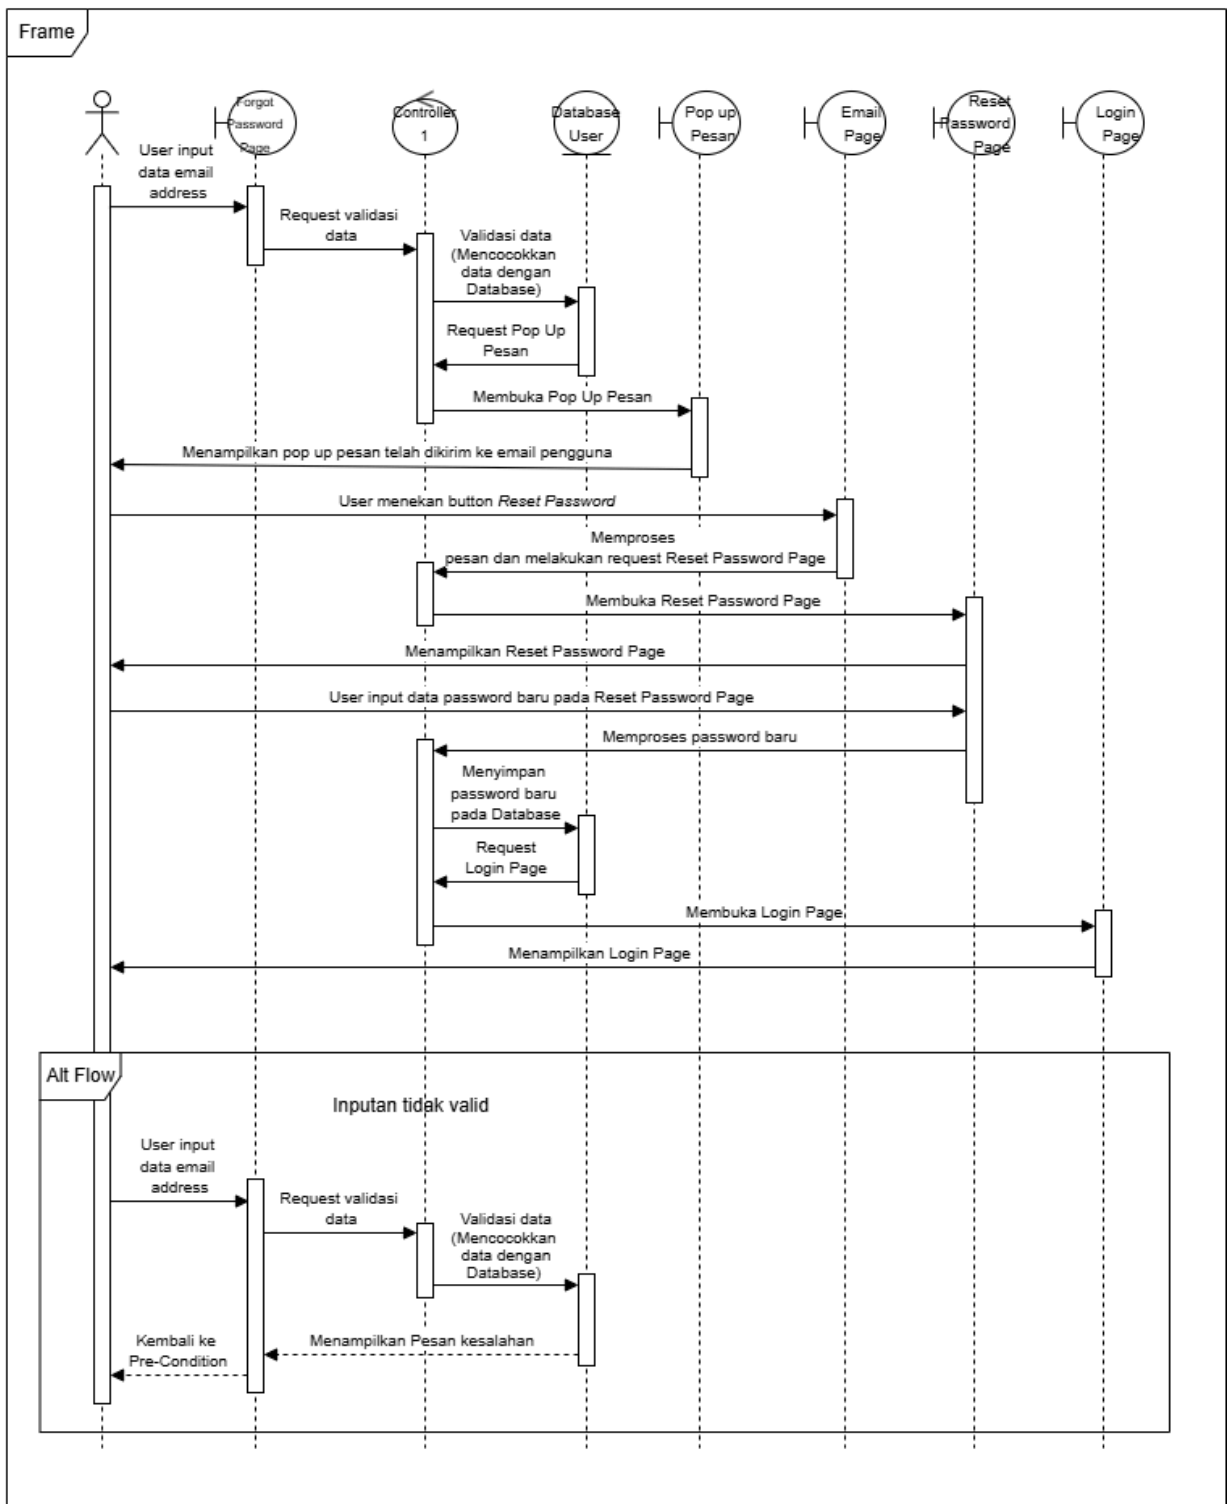 Frame
Forgot
Password
Page
Controller
1
Database
User
Pop up
Pesan
Email
Page
Reset
Password
Page
Login
Page
User input
data email
address
Request validasi
data
Validasi data
(Mencocokkan
data dengan
Database)
Request Pop Up
Pesan
Membuka Pop Up Pesan
Menampilkan pop up pesan telah dikirim ke email pengguna
User menekan button Reset Password
Memproses
pesan dan melakukan request Reset Password Page
Membuka Reset Password Page
Menampilkan Reset Password Page
User input data password baru pada Reset Password Page
Memproses password baru
Menyimpan
password baru
pada Database
Request
Login Page
Membuka Login Page
Menampilkan Login Page
Alt Flow
Inputan tidak valid
User input
data email
address
Request validasi
data
Validasi data
(Mencocokkan
data dengan
Database)
Menampilkan Pesan kesalahan
Kembali ke
Pre-Condition